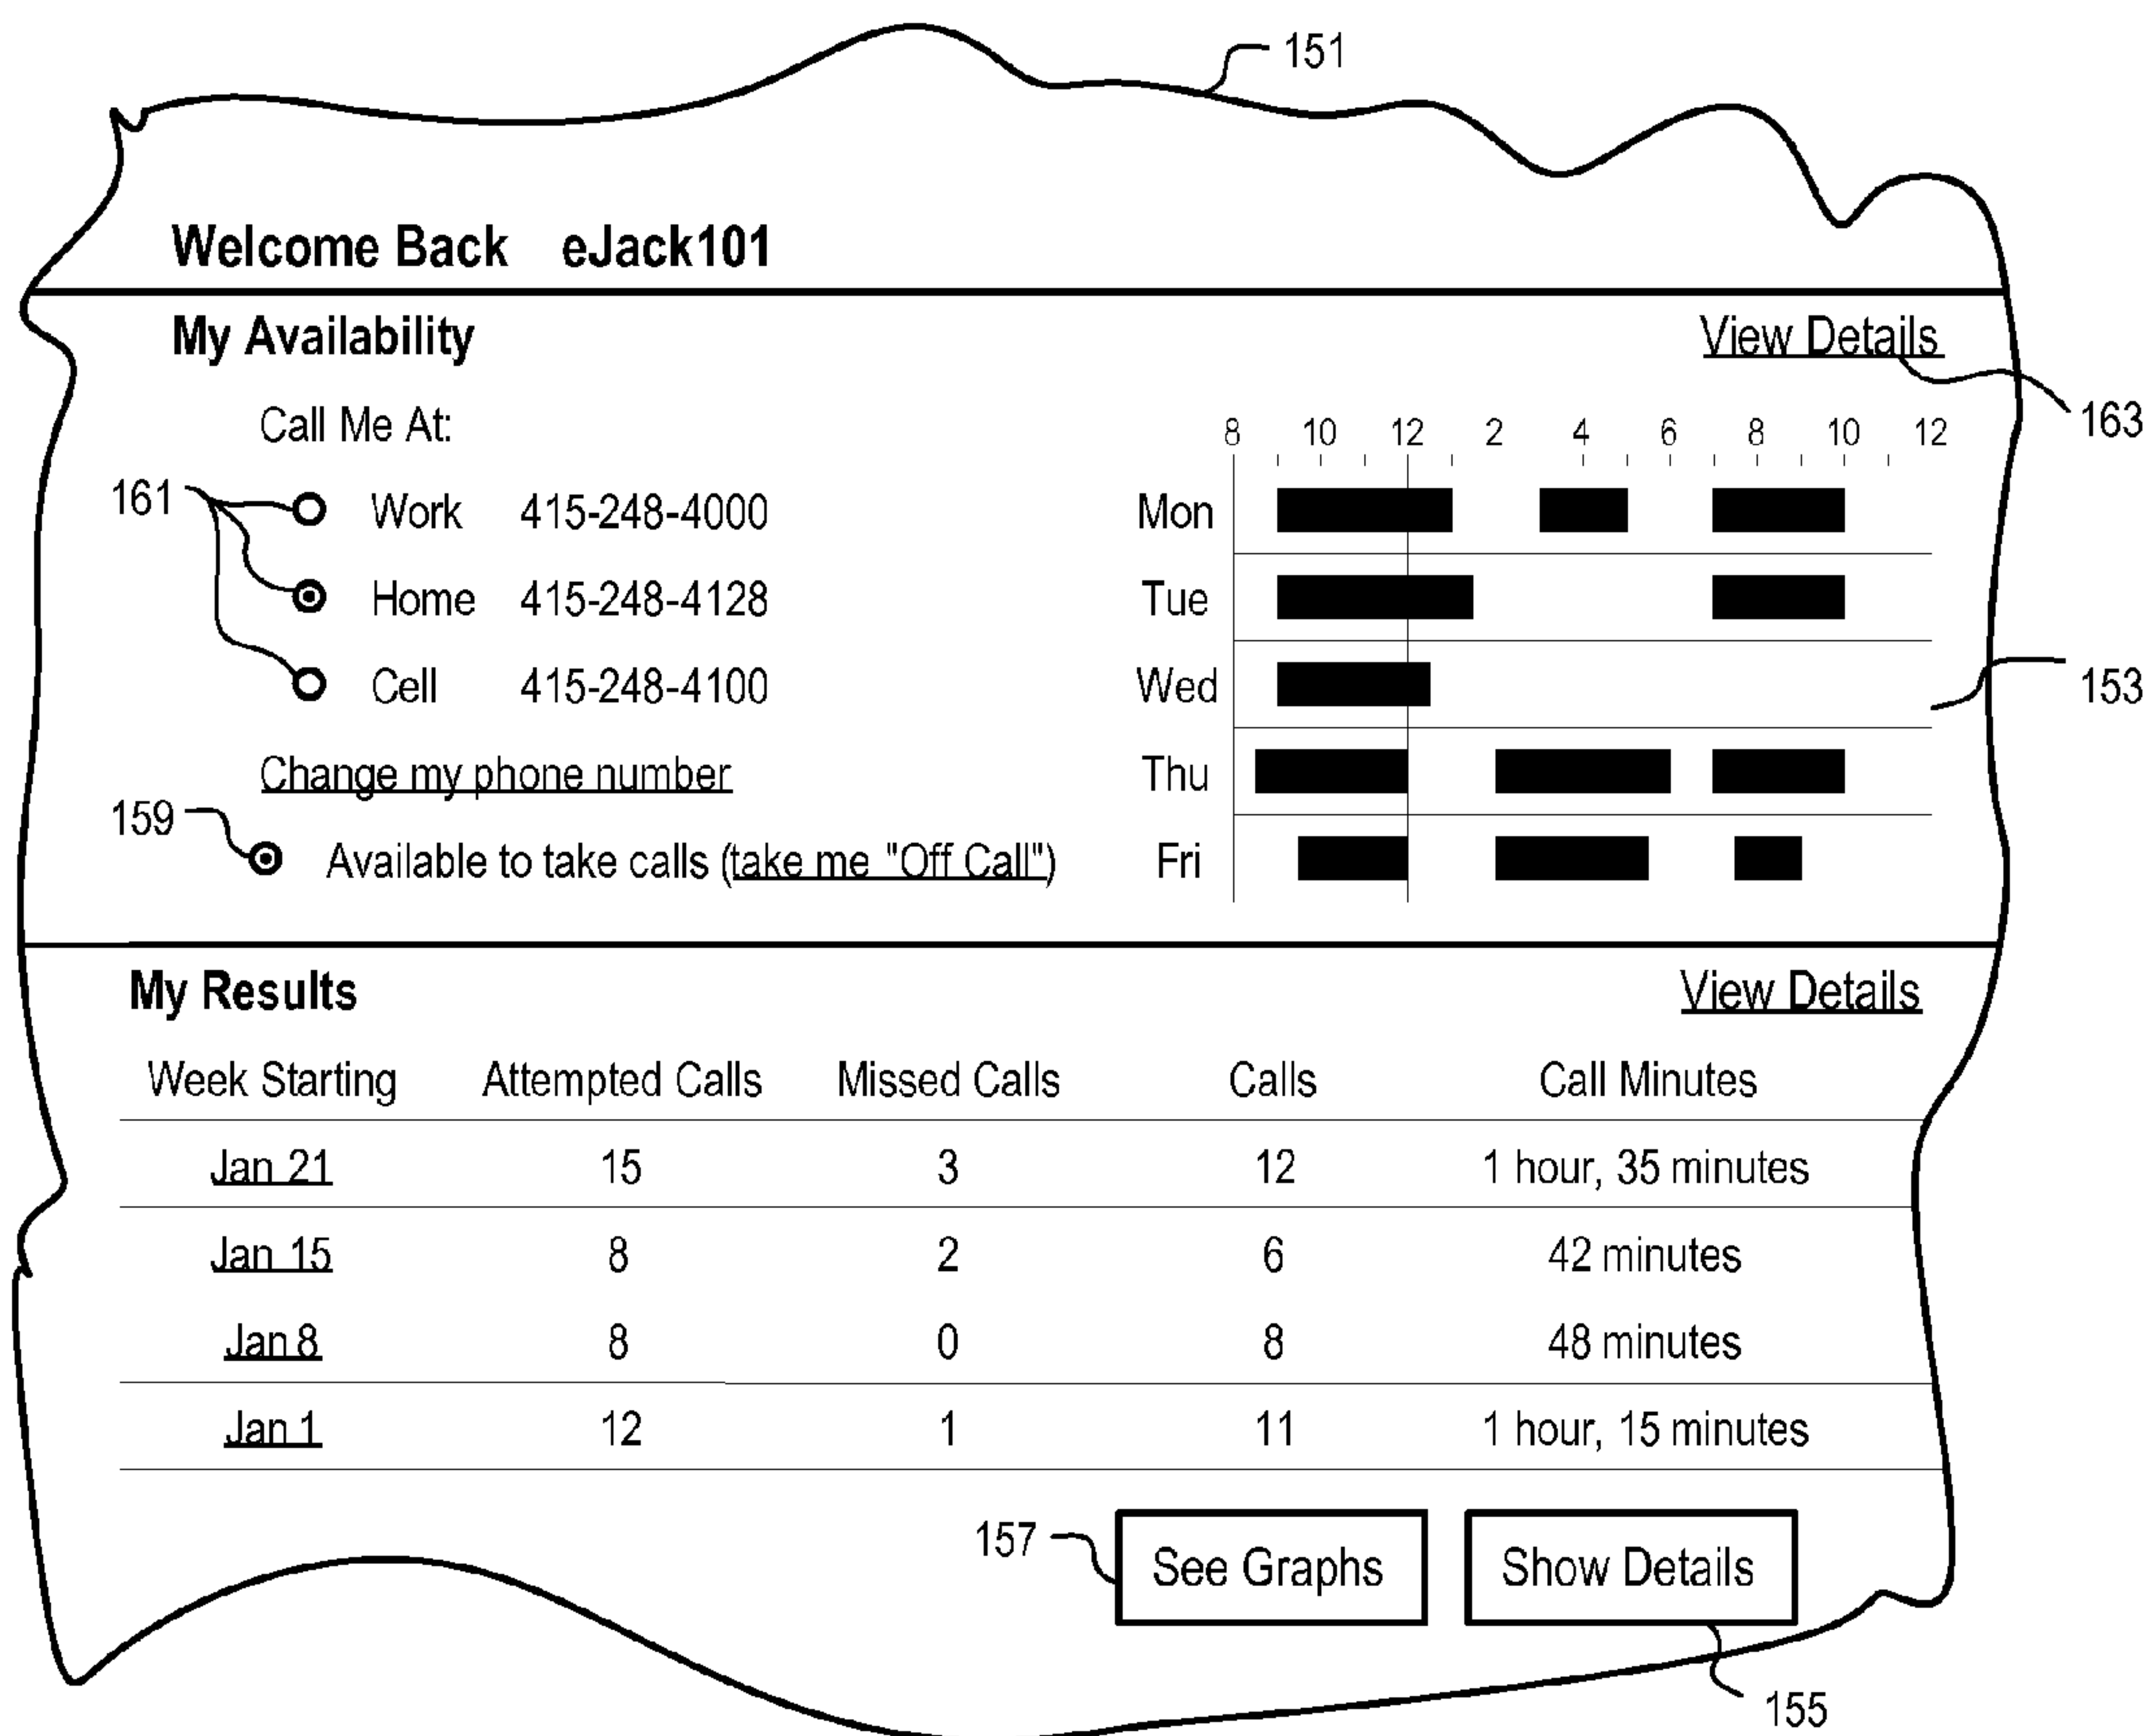 151
Welcome Back eJack101
My Availability View Details
163
Call Me At:
8 10 12 2 4 6 8 10 12
161
Work 415-248-4000 Mon
Home 415-248-4128 Tue
Cell 415-248-4100 Wed
153
Change my phone number Thu
159
Available to take calls (take me "Off Call") Fri
My Results View Details
Week Starting Attempted Calls Missed Calls Calls Call Minutes
Jan 21 15 3 12 1 hour, 35 minutes
Jan 15 8 2 6 42 minutes
Jan 8 8 0 8 48 minutes
Jan 1 12 1 11 1 hour, 15 minutes
157
See Graphs Show Details
155